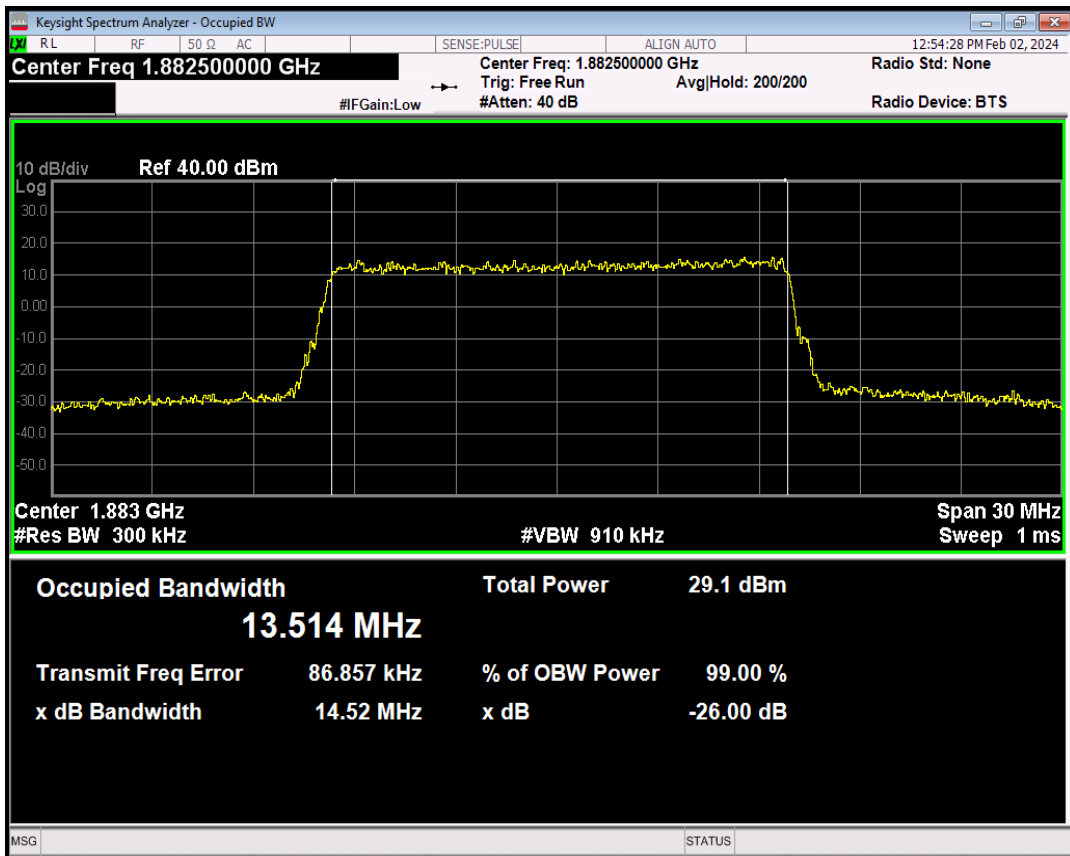 Keysight Spectrum Analyzer - Occupied BW
LXI RL RF 50 Ω AC SENSE:PULSE ALIGN AUTO 12:54:28 PM Feb 02, 2024
Center Freq 1.882500000 GHz Center Freq: 1.882500000 GHz Radio Std: None
Trig: Free Run Avg|Hold: 200/200
#IFGain:Low #Atten: 40 dB Radio Device: BTS
10 dB/div Ref 40.00 dBm
Log
30.0
20.0
10.0
0.00
-10.0
-20.0
-30.0
-40.0
-50.0
Center 1.883 GHz Span 30 MHz
#Res BW 300 kHz #VBW 910 kHz Sweep 1 ms
Occupied Bandwidth Total Power 29.1 dBm
13.514 MHz
Transmit Freq Error 86.857 kHz % of OBW Power 99.00 %
x dB Bandwidth 14.52 MHz x dB -26.00 dB
MSG STATUS